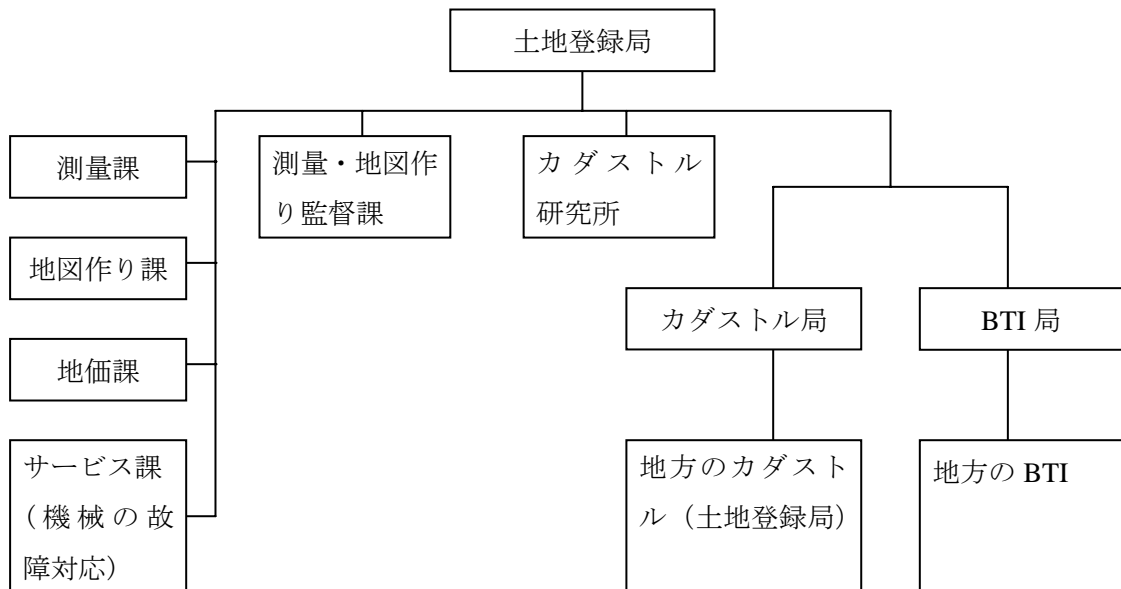 土地登録局
測量課
測量・地図作
り監督課
カダストル
研究所
地図作り課
カダストル局
BTI 局
地価課
サービス課
(機械の故
障対応)
地方のカダスト
ル(土地登録局)
地方の BTI